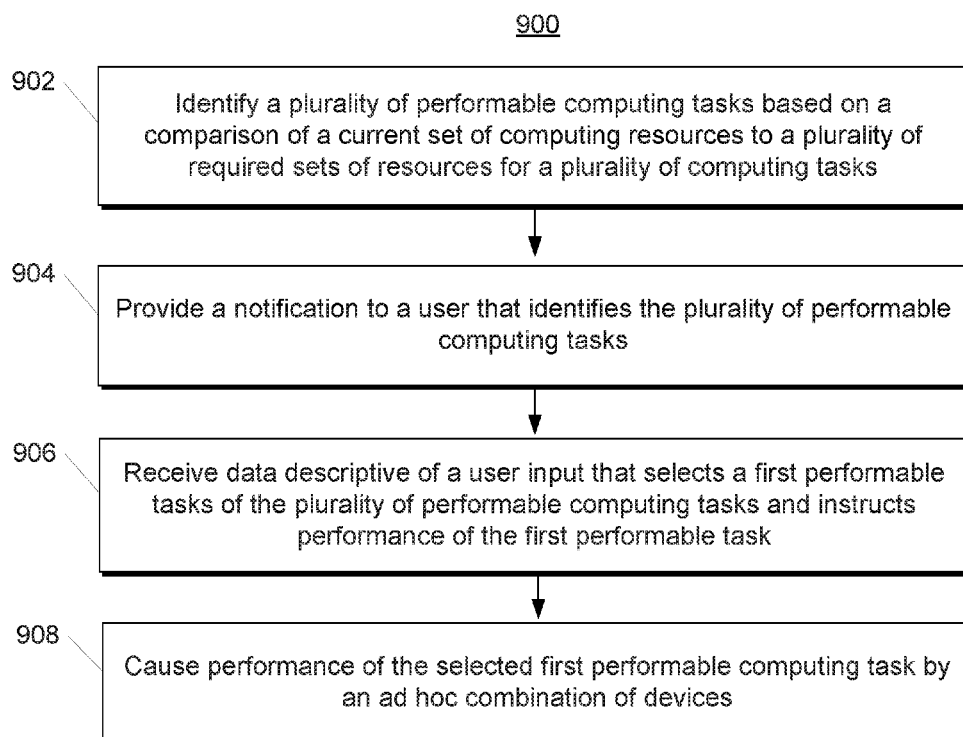 900
902
Identify a plurality of performable computing tasks based on a
comparison of a current set of computing resources to a plurality of
required sets of resources for a plurality of computing tasks
904
Provide a notification to a user that identifies the plurality of performable
computing tasks
906
Receive data descriptive of a user input that selects a first performable
tasks of the plurality of performable computing tasks and instructs
performance of the first performable task
908
Cause performance of the selected first performable computing task by
an ad hoc combination of devices